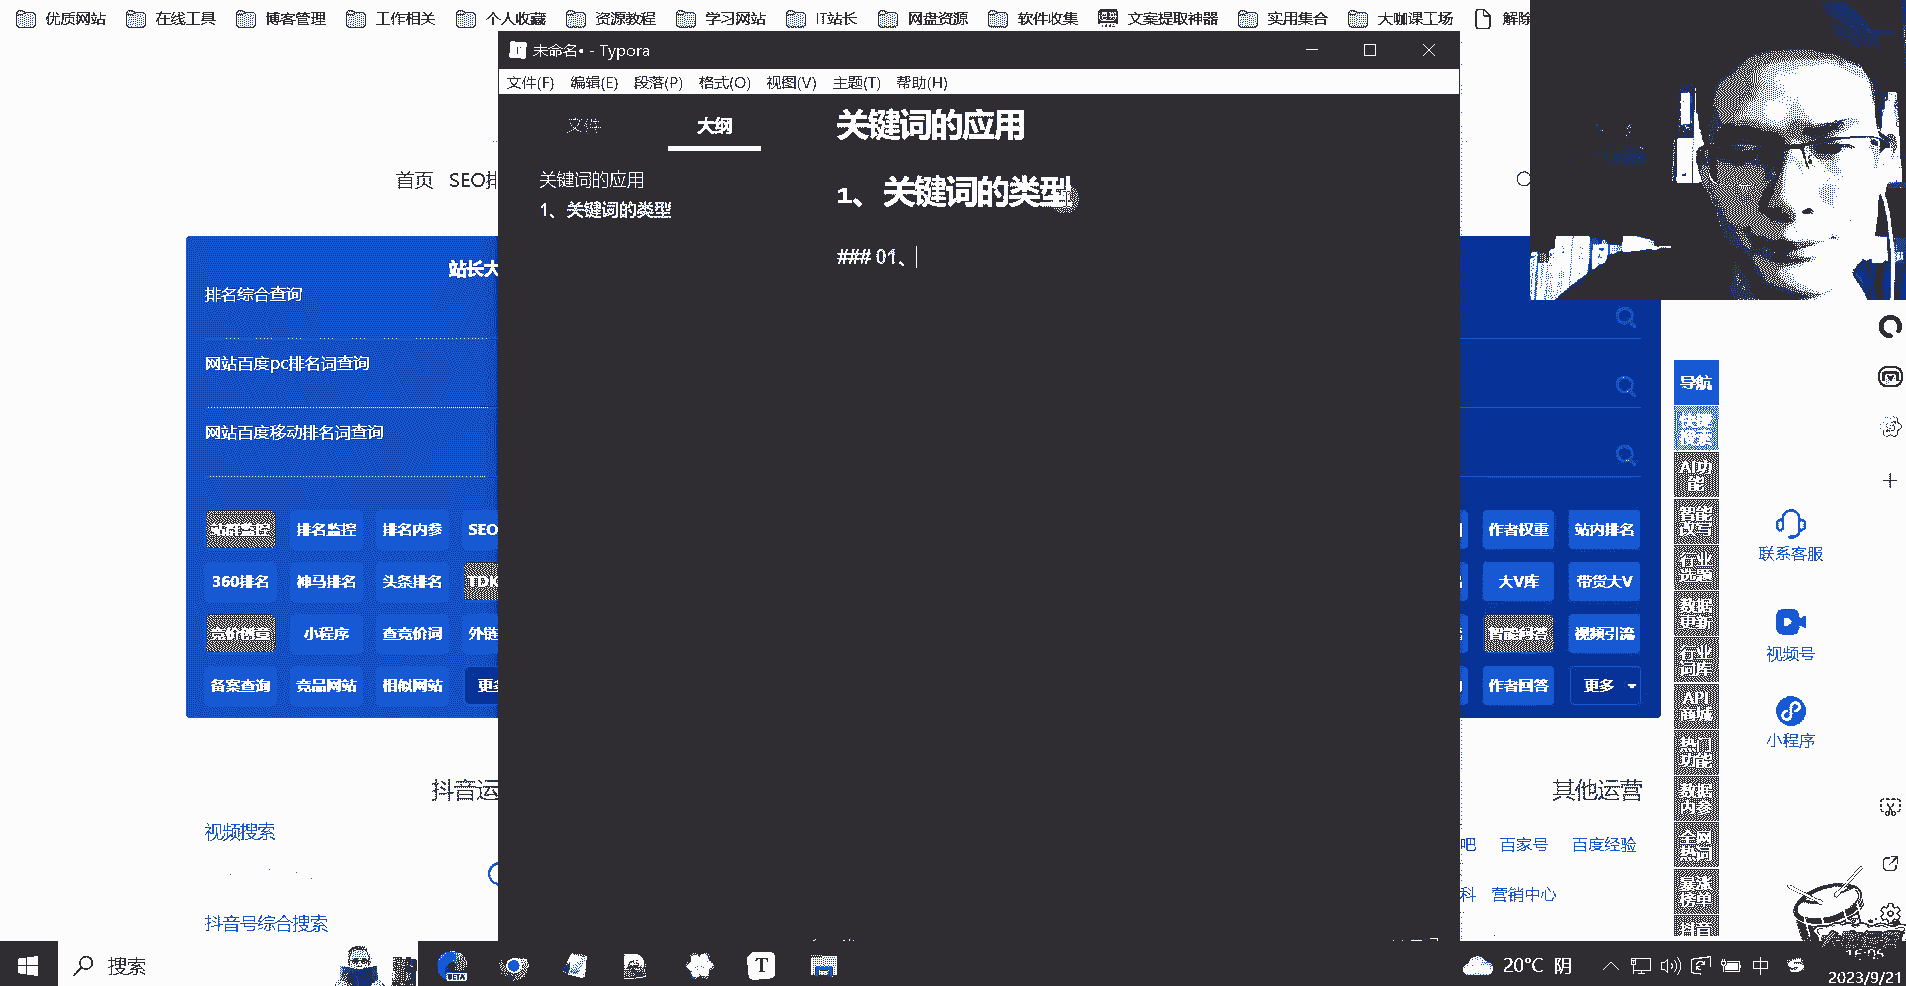 优质网站 在线工具 博客管理 工作相关 个人收藏 资源教程 学习网站 IT站长 网盘资源 软件收集 文案提取神器 实用集合 大咖课工场 解除
未命名• - Typora
文件(F) 编辑(E) 段落(P) 格式(O) 视图(V) 主题(T) 帮助(H)
文件 大纲
关键词的应用
关键词的应用
1、关键词的类型
1、关键词的类型
### 01、
首页 SEO排
站长大
排名综合查询
网站百度pc排名词查询
网站百度移动排名词查询
站群监控 排名监控 排名内参 SEO
作者权重 站内排名
360排名 神马排名 头条排名 TDK
大V库 带货大V
竞价创意 小程序 查竞价词 外链
智能问答 视频引流
备案查询 竞品网站 相似网站 更多
作者回答 更多
导航
快捷搜索
AI功能
智能改写
行业选题
数据更新
行业词库
API商城
热门功能
数据内参
全网热词
暴涨榜单
抖音
联系客服
视频号
小程序
抖音运
其他运营
视频搜索
吧 百家号 百度经验
科 营销中心
抖音号综合搜索
搜索
BETA
T
20°C 阴
中
16:05
2023/9/21